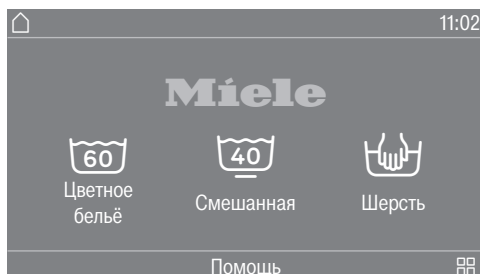 11:02
Miele
60
40
Цветное
бельё
Смешанная
Шерсть
Помощь